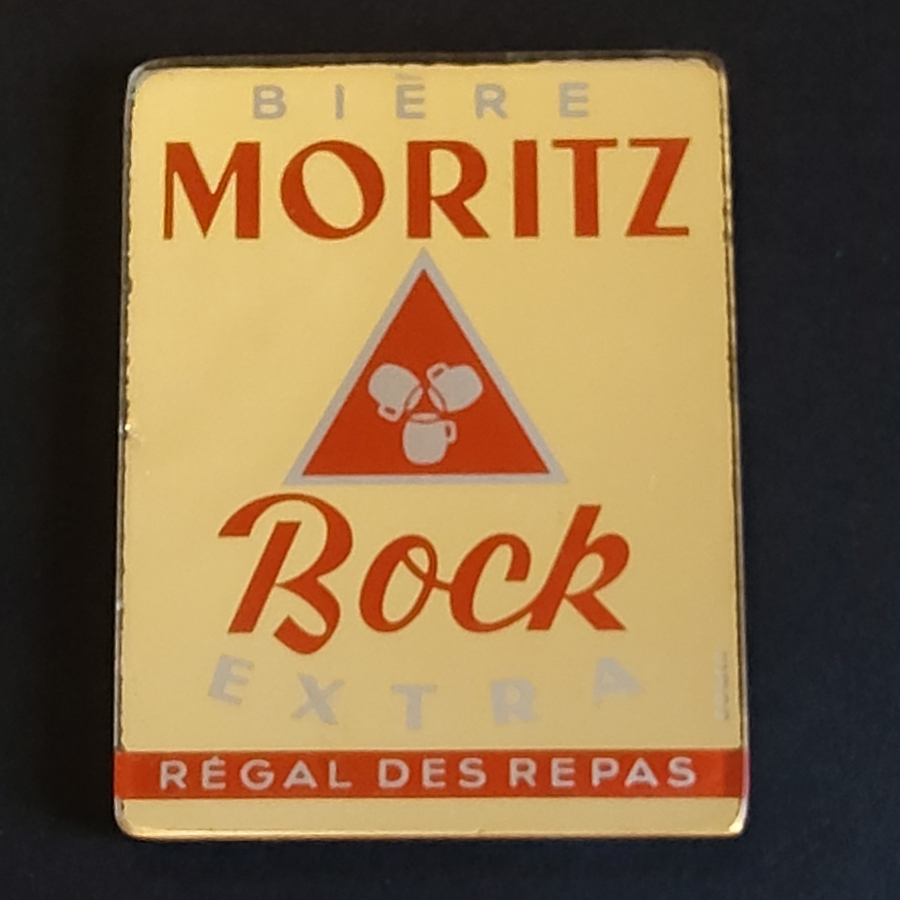 BIÈRE
MORITZ
Bock
EXTRA
RÉGAL DES REPAS